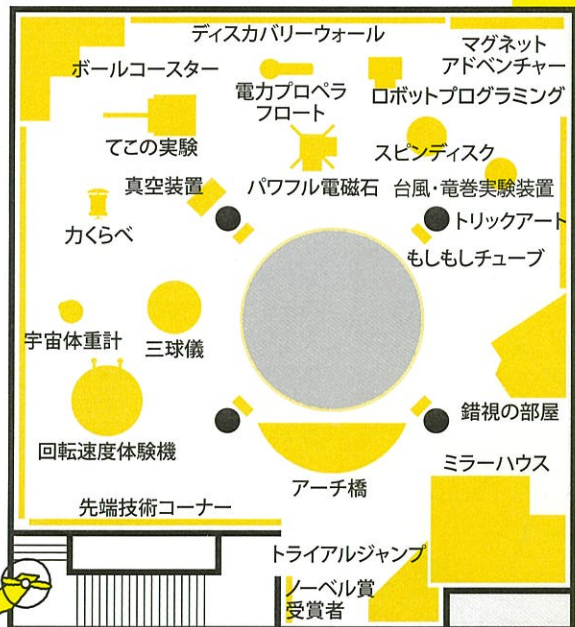 ディスカバリーウォール
マグネット
アドベンチャー
ボールコースター
電力プロペラ
フロート
ロボットプログラミング
てこの実験
スピンディスク
真空装置
パワフル電磁石
台風・竜巻実験装置
力くらべ
トリックアート
もしもしチューブ
宇宙体重計
三球儀
錯視の部屋
回転速度体験機
ミラーハウス
アーチ橋
先端技術コーナー
トライアルジャンプ
ノーベル賞
受賞者